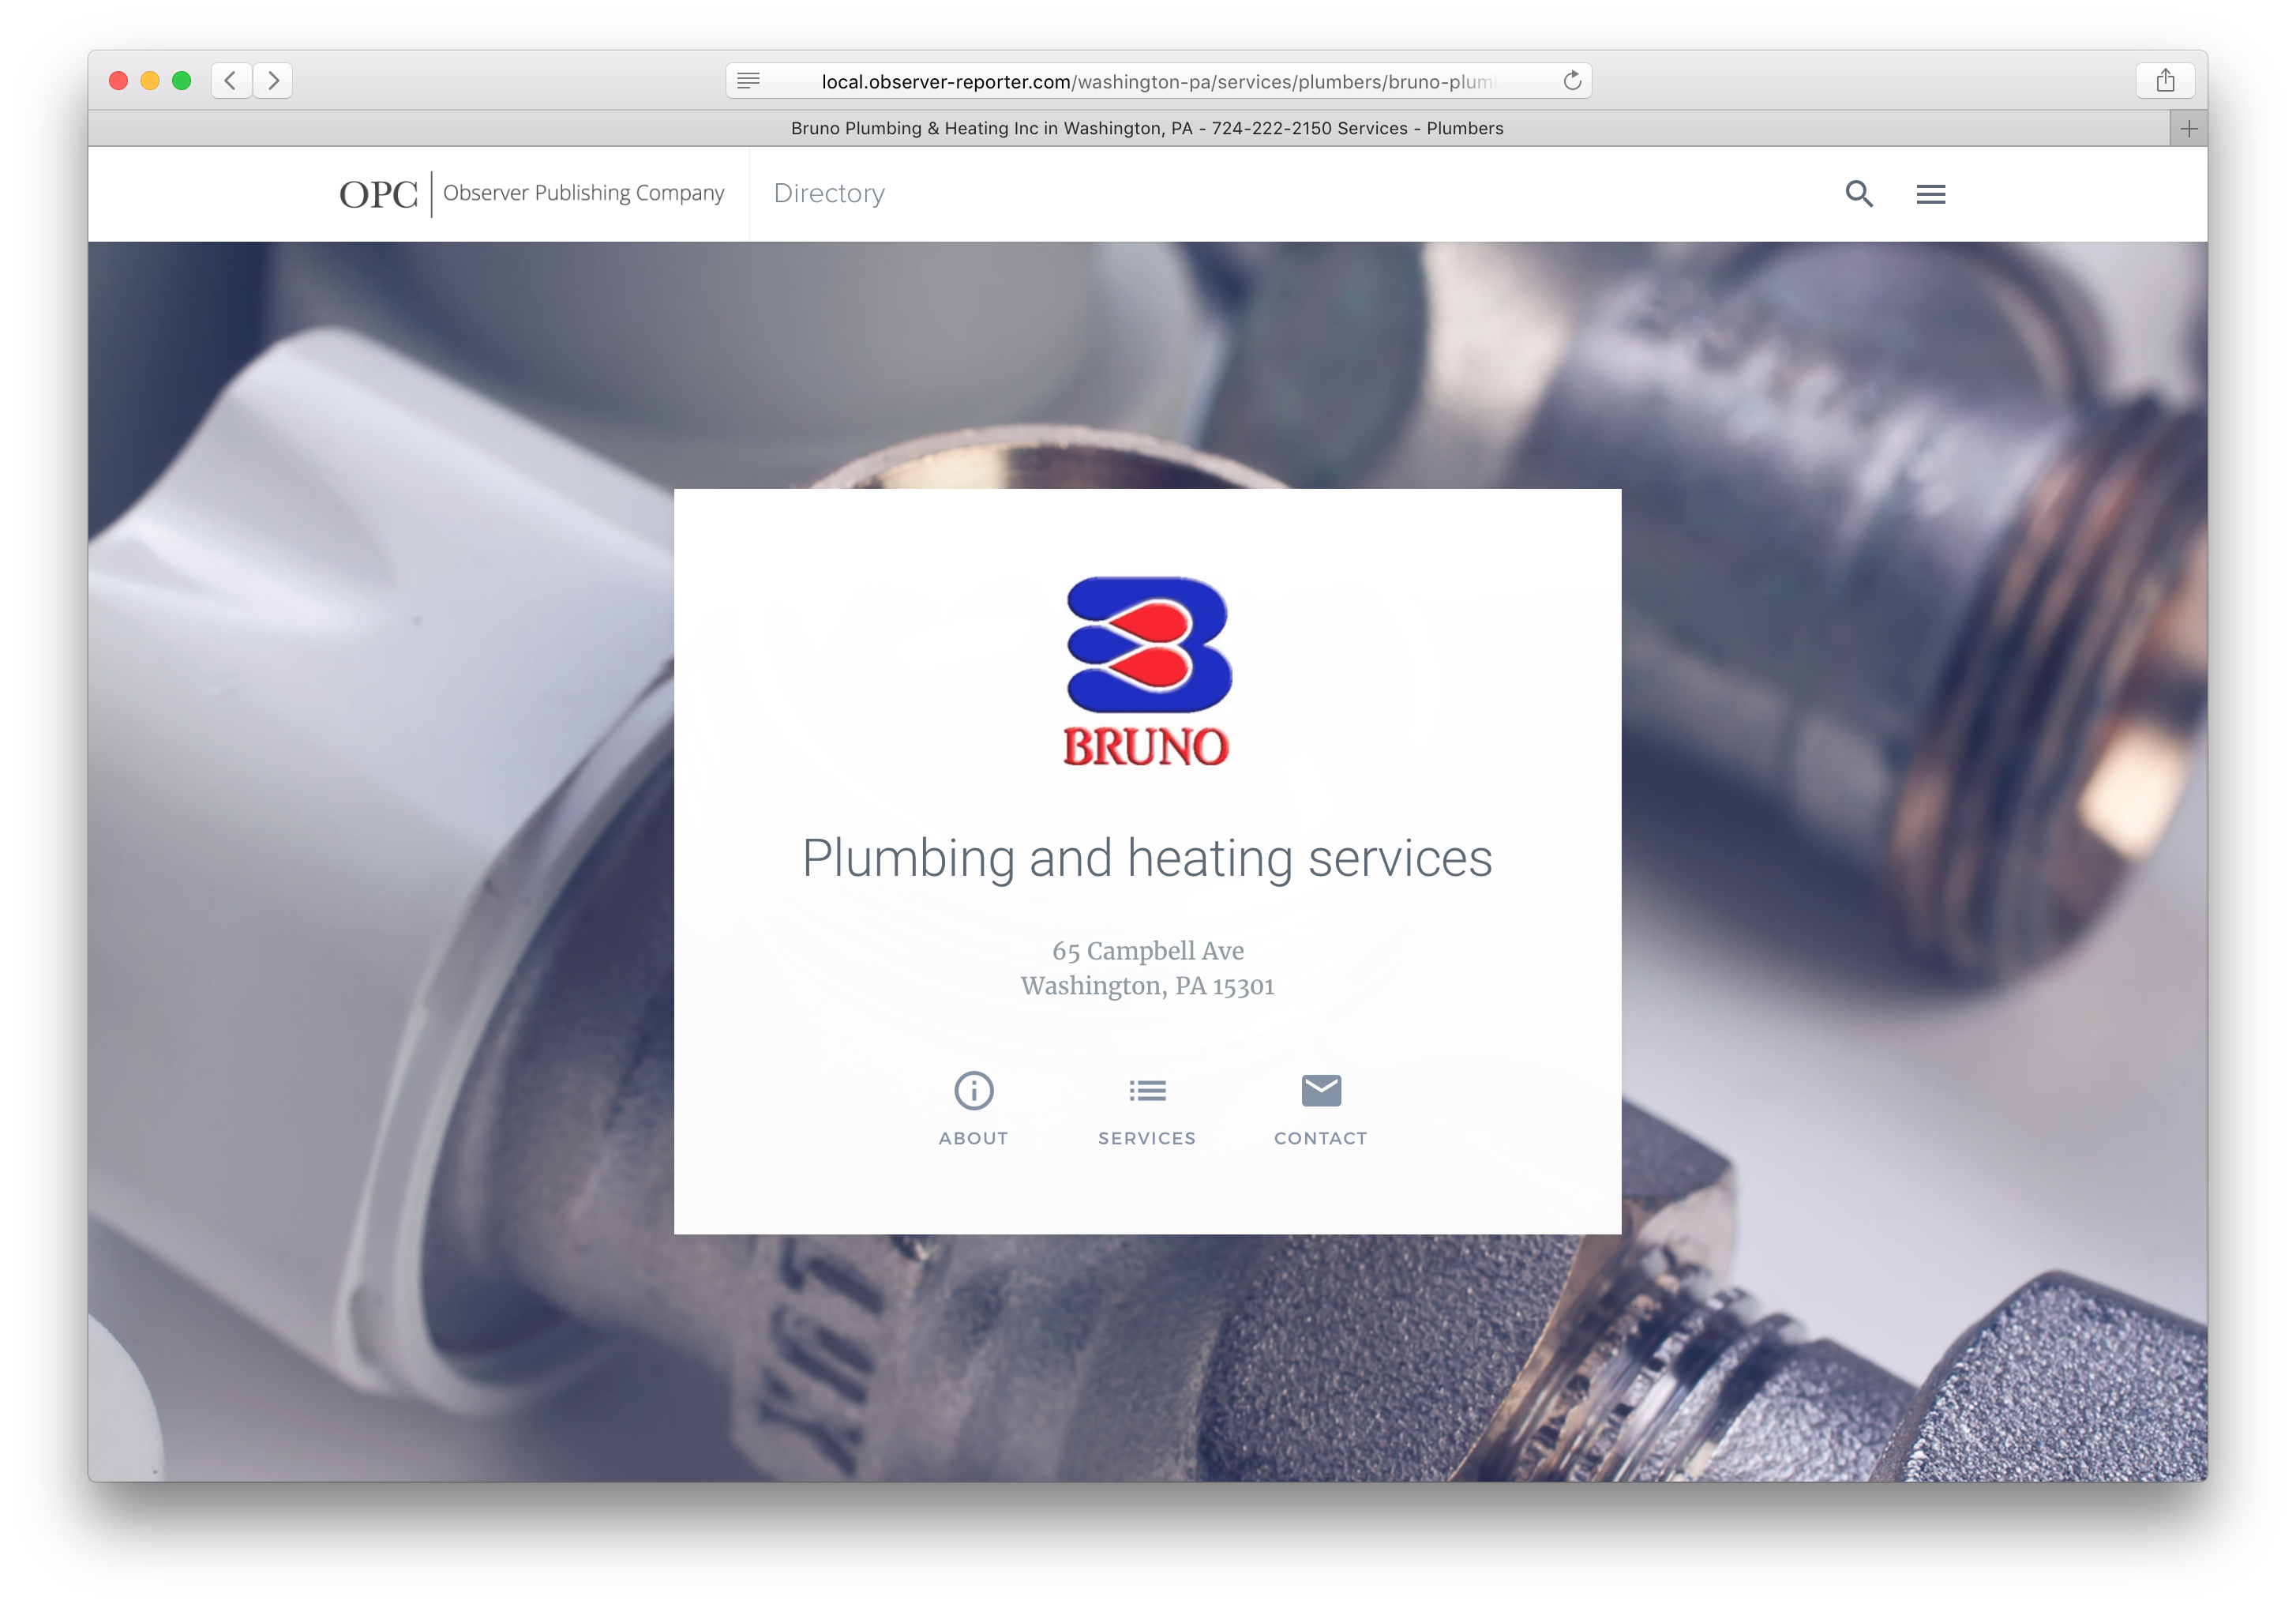 local.observer-reporter.com/washington-pa/services/plumbers/bruno-plum
Bruno Plumbing & Heating Inc in Washington, PA - 724-222-2150 Services - Plumbers
OPC | Observer Publishing Company
Directory
BRUNO
Plumbing and heating services
65 Campbell Ave
Washington, PA 15301
ABOUT
SERVICES
CONTACT